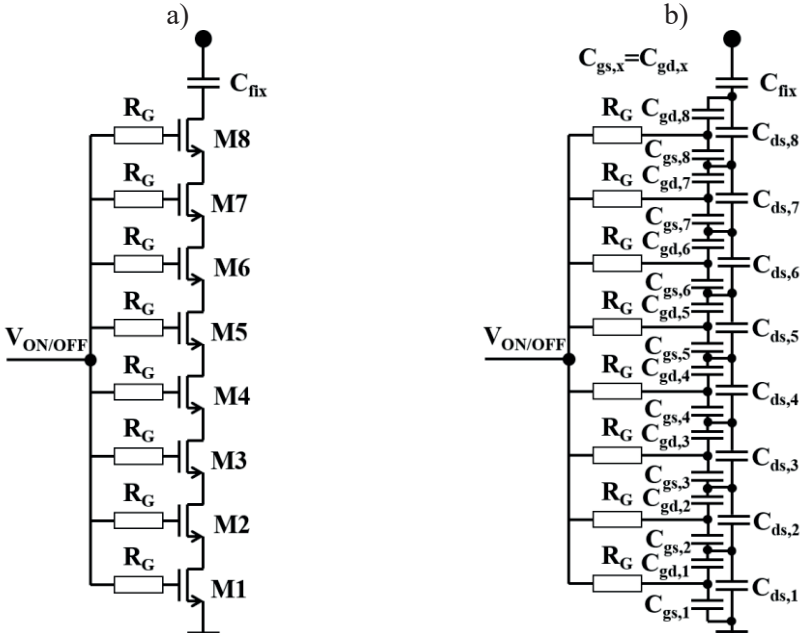 a)
C_fix
R_G
M8
R_G
M7
R_G
M6
R_G
M5
V_ON/OFF
R_G
M4
R_G
M3
R_G
M2
R_G
M1
b)
C_gs,x=C_gd,x
C_fix
R_G
C_gd,8
C_ds,8
C_gs,8
R_G
C_gd,7
C_ds,7
C_gs,7
R_G
C_gd,6
C_ds,6
C_gs,6
R_G
C_gd,5
C_ds,5
V_ON/OFF
C_gs,5
R_G
C_gd,4
C_ds,4
C_gs,4
R_G
C_gd,3
C_ds,3
C_gs,3
R_G
C_gd,2
C_ds,2
C_gs,2
R_G
C_gd,1
C_ds,1
C_gs,1